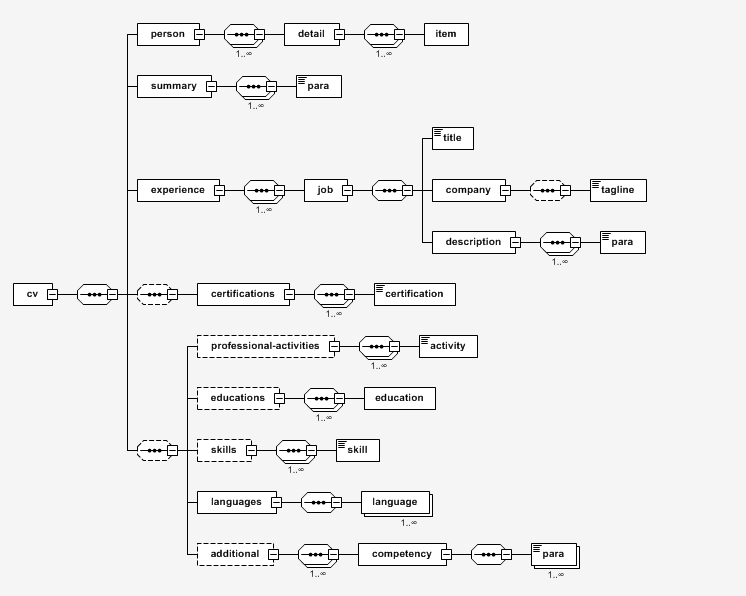 person
detail
item
1..∞
1..∞
summary
para
1..∞
title
experience
job
company
tagline
1..∞
description
para
1..∞
cv
certifications
certification
1..∞
professional-activities
activity
1..∞
educations
education
1..∞
skills
skill
1..∞
languages
language
1..∞
additional
competency
para
1..∞
1..∞